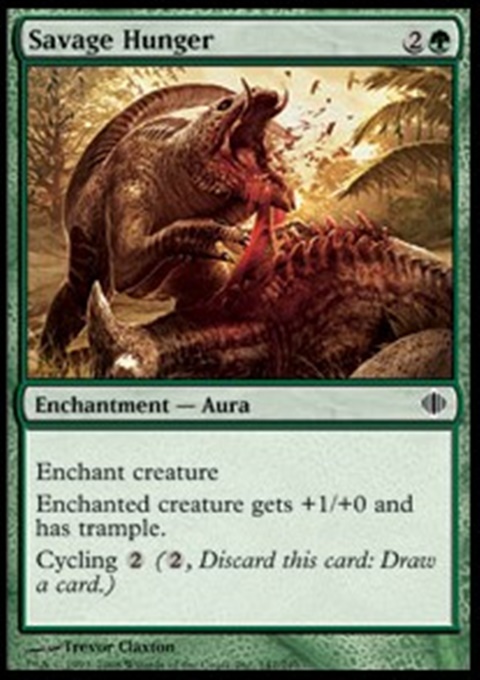 Savage Hunger 2
Enchantment — Aura
Enchant creature
Enchanted creature gets +1/+0 and
has trample.
Cycling 2 (2, Discard this card: Draw
a card.)
Trevor Claxton